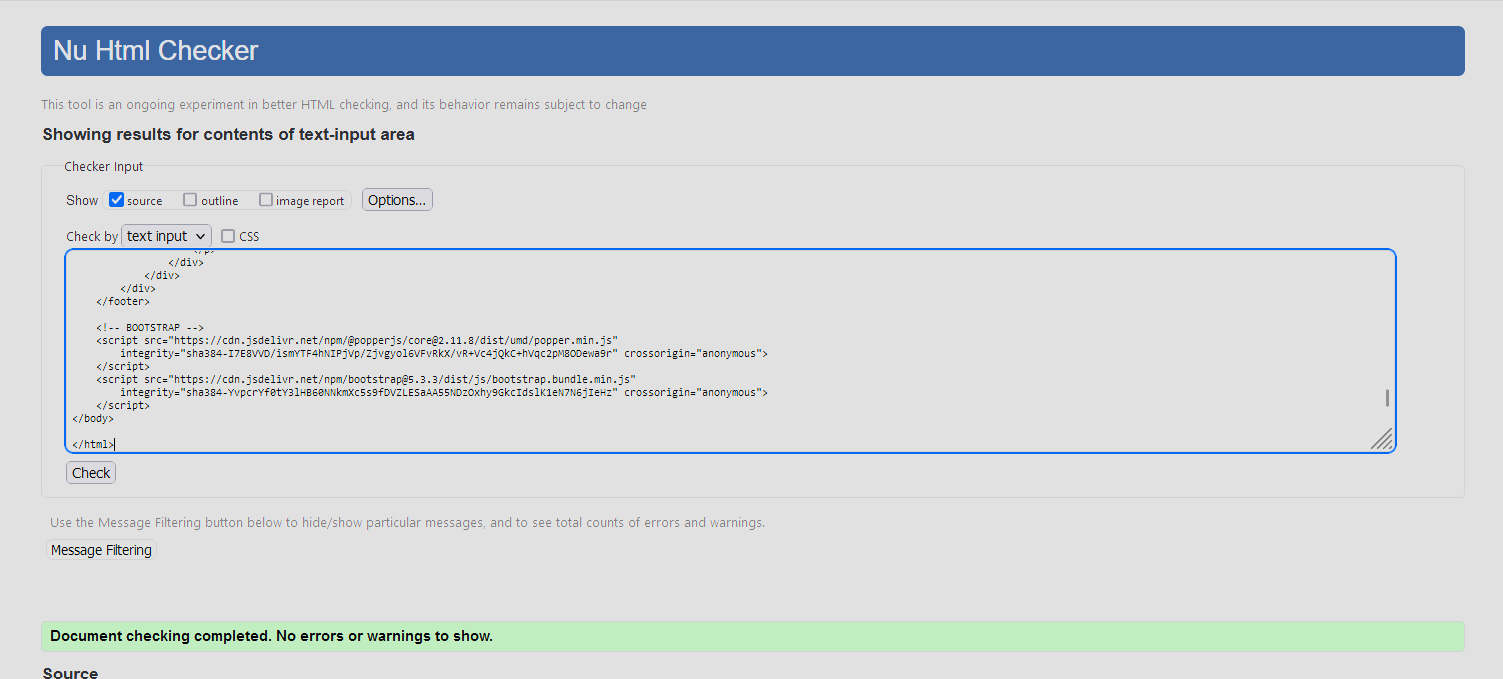 Nu Html Checker
This tool is an ongoing experiment in better HTML checking, and its behavior remains subject to change
Showing results for contents of text-input area
Checker Input
Show source outline image report Options...
Check by text input CSS
</div>
</div>
</div>
</footer>
<!-- BOOTSTRAP -->
<script src="https://cdn.jsdelivr.net/npm/@popperjs/core@2.11.8/dist/umd/popper.min.js"
integrity="sha384-I7E8VVD/ismYTF4hNIPjVp/Zjvgyol6VFvRkX/vR+Vc4jQkC+hVqc2pM8ODewa9r" crossorigin="anonymous">
</script>
<script src="https://cdn.jsdelivr.net/npm/bootstrap@5.3.3/dist/js/bootstrap.bundle.min.js"
integrity="sha384-YvpcrYf0tY3lHB60NNkmXc5s9fDVZLESaAA55NDzOxhy9GkcIdslK1eN7N6jIeHz" crossorigin="anonymous">
</script>
</body>
</html>
Check
Use the Message Filtering button below to hide/show particular messages, and to see total counts of errors and warnings.
Message Filtering
Document checking completed. No errors or warnings to show.
Source